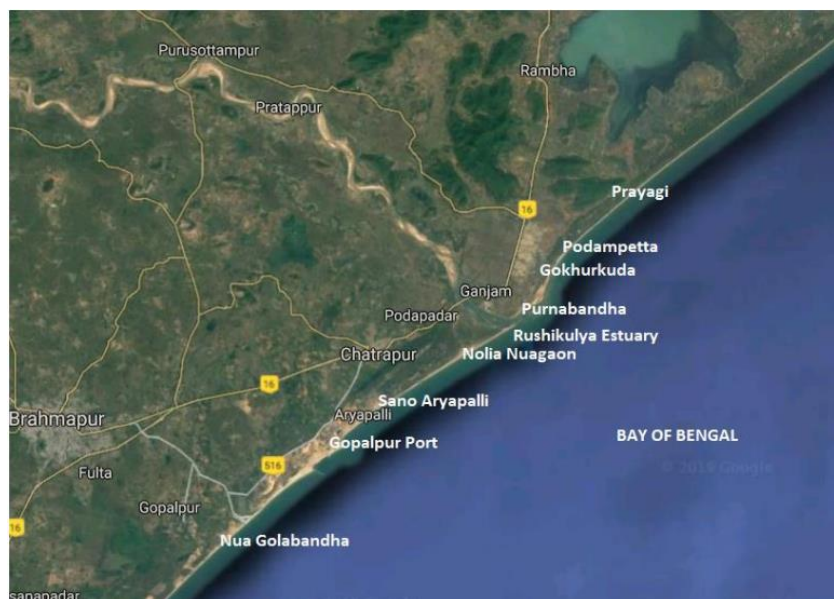 Purusottampur
Rambha
Pratappur
Prayagi
16
Podampetta
Gokhurkuda
Ganjam
Purnabandha
Podapadar
Rushikulya Estuary
Chatrapur
Nolia Nuagaon
16
Sano Aryapalli
Brahmapur
Aryapalli
BAY OF BENGAL
Gopalpur Port
516
© 2019 Google
Fulta
Gopalpur
16
Nua Golabandha
sanapadar